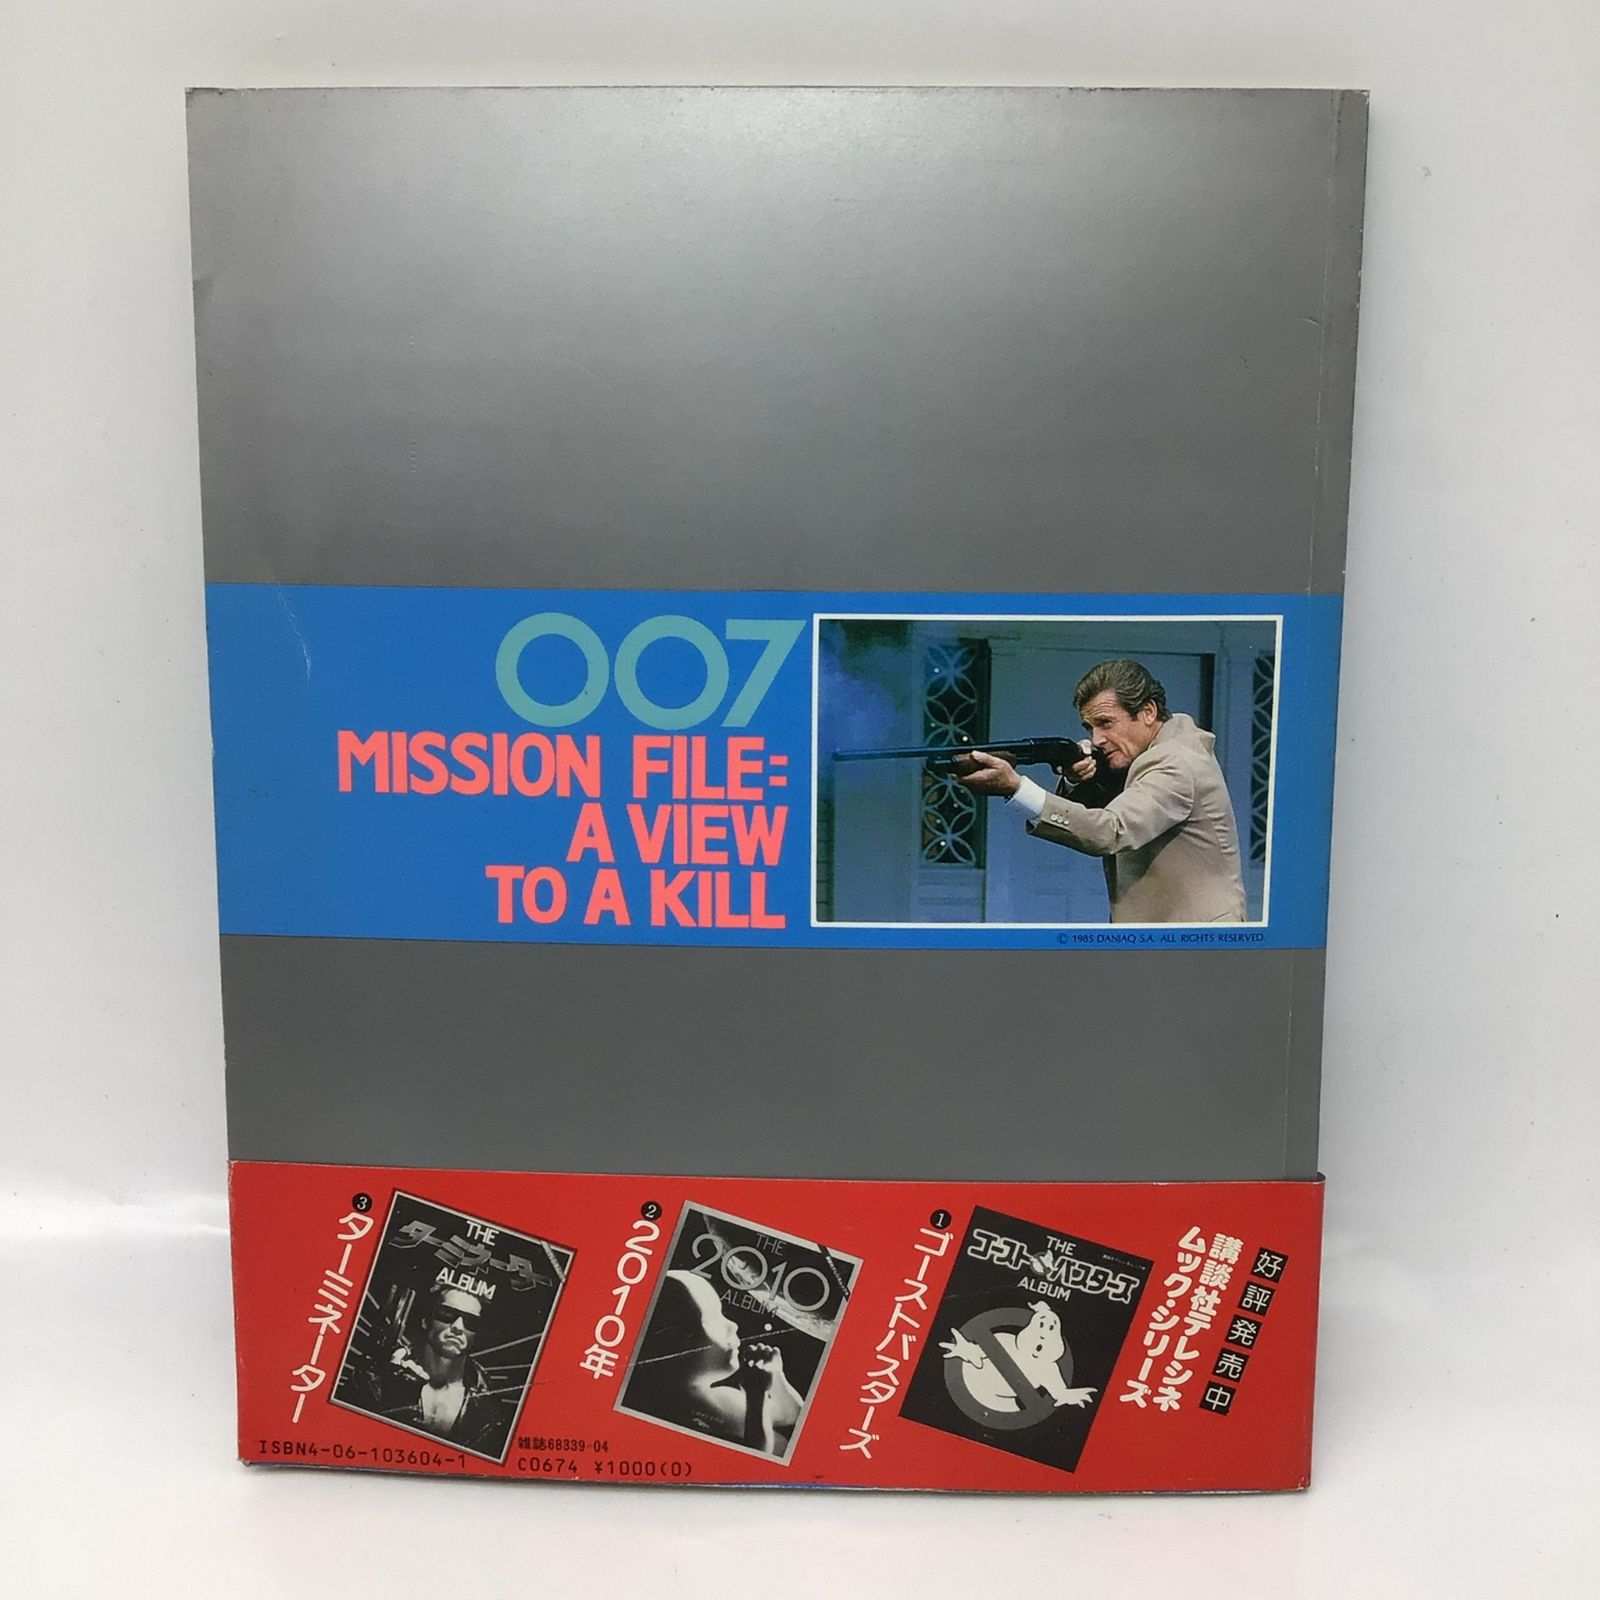 007
MISSION FILE=
A VIEW
TO A KILL
© 1985 DANJAQ S.A. ALL RIGHTS RESERVED.
好評発売中
講談社テレシネ
ムック・シリーズ
❶ゴーストバスターズ
THE
ゴーストバスターズ
ALBUM
❷2010年
THE
2010
ALBUM
❸ターミネーター
THE
ターミネーター
ALBUM
ISBN4-06-103604-1
雑誌68339-04
C0674 ¥1000(0)